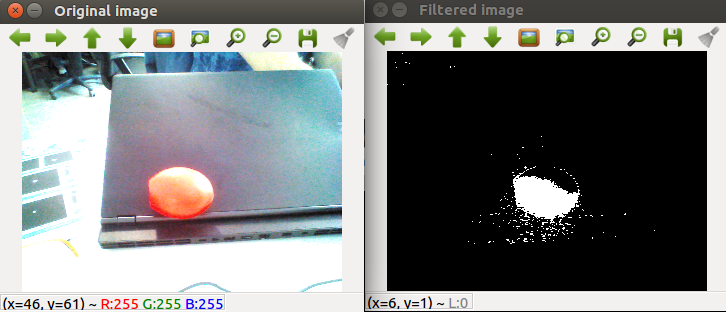 Original image
Filtered image
(x=46, y=61) ~ R:255 G:255 B:255
(x=6, y=1) ~ L:0